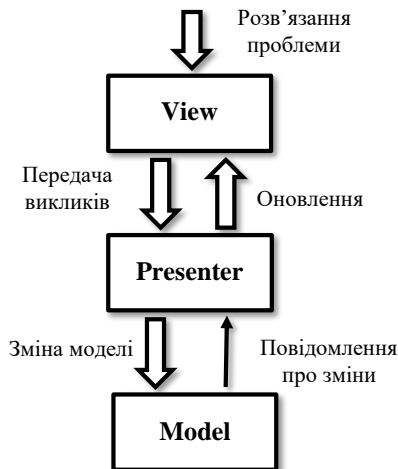 Розв’язання
проблеми
View
Передача
викликів
Оновлення
Presenter
Зміна моделі
Повідомлення
про зміни
Model